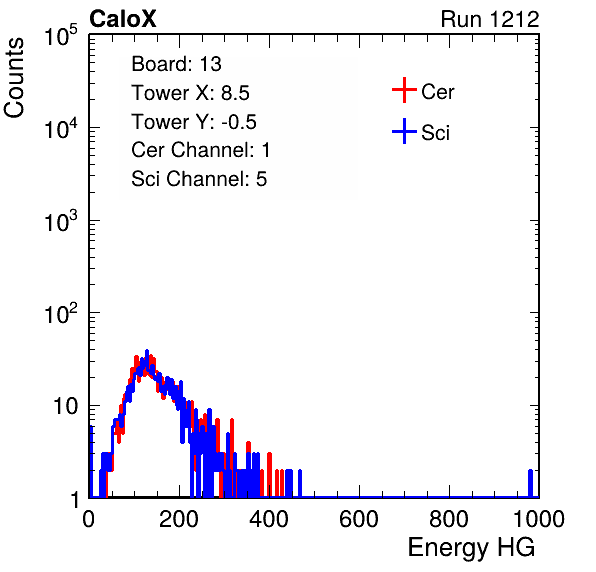 CaloX Run 1212
Board: 13
Tower X: 8.5
Tower Y: -0.5
Cer Channel: 1
Sci Channel: 5
Cer
Sci
Counts
10^5
10^4
10^3
10^2
10
1
0 200 400 600 800 1000
Energy HG